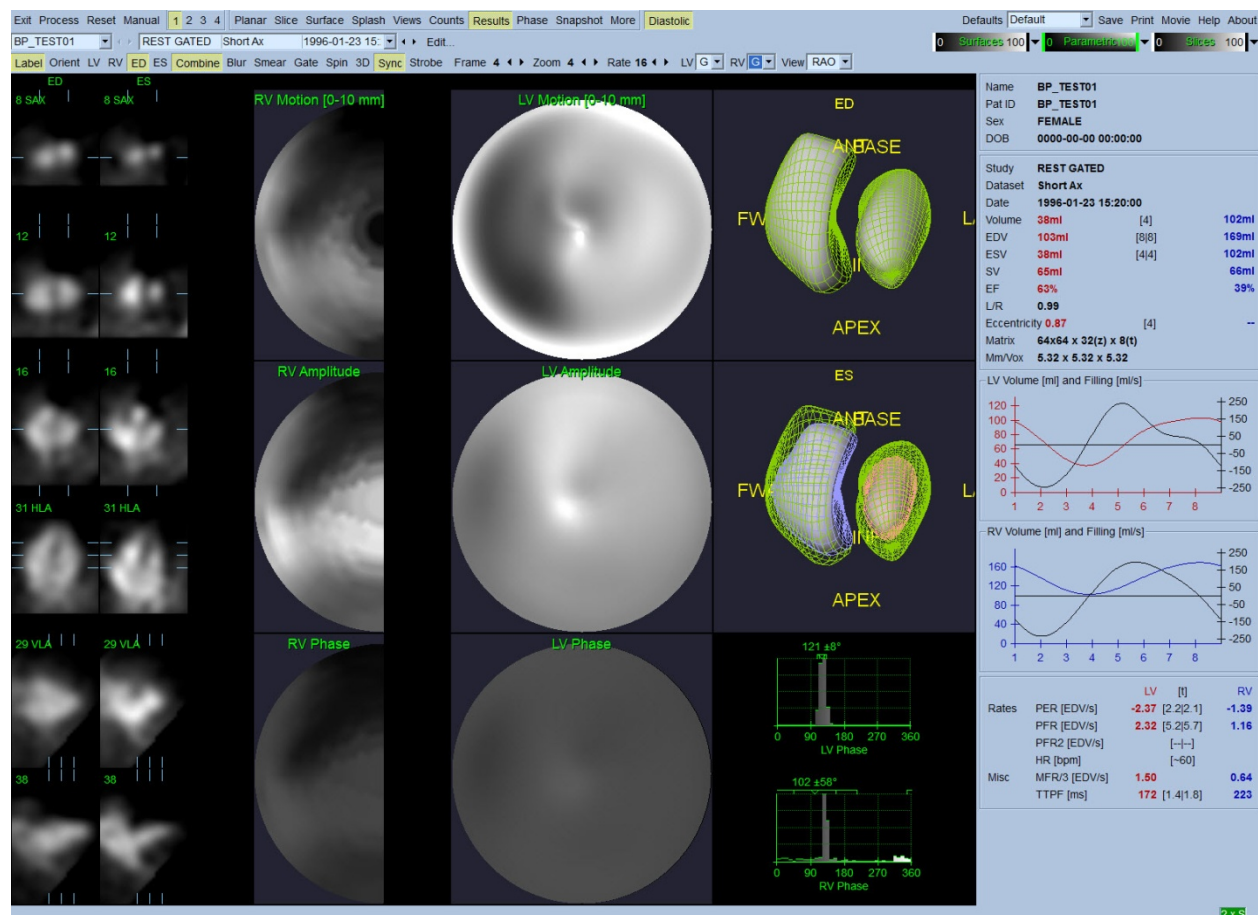 Exit Process Reset Manual 1 2 3 4 Planar Slice Surface Splash Views Counts Results Phase Snapshot More Diastolic Defaults Default Save Print Movie Help About
BP_TEST01 REST GATED Short Ax 1996-01-23 15: Edit... 0 Surfaces 100 0 Parametric 100 0 Slices 100
Label Orient LV RV ED ES Combine Blur Smear Gate Spin 3D Sync Strobe Frame 4 Zoom 4 Rate 16 LV G RV G View RAO
ED ES
8 SAX 8 SAX
12 12
16 16
31 HLA 31 HLA
29 VLA 29 VLA
38 38
RV Motion [0-10 mm] LV Motion [0-10 mm]
RV Amplitude LV Amplitude
RV Phase LV Phase
ED
ANT BASE
FW
APEX
ES
ANT BASE
FW
INF
APEX
121 ±8°
0 90 180 270 360
LV Phase
102 ±58°
0 90 180 270 360
RV Phase
Name BP_TEST01
Pat ID BP_TEST01
Sex FEMALE
DOB 0000-00-00 00:00:00
Study REST GATED
Dataset Short Ax
Date 1996-01-23 15:20:00
Volume 38ml [4] 102ml
EDV 103ml [8|8] 169ml
ESV 38ml [4|4] 102ml
SV 65ml 66ml
EF 63% 39%
L/R 0.99
Eccentricity 0.87 [4] --
Matrix 64x64 x 32(z) x 8(t)
Mm/Vox 5.32 x 5.32 x 5.32
LV Volume [ml] and Filling [ml/s]
120 250
100 150
80 50
60 -50
40 -150
20 -250
0
1 2 3 4 5 6 7 8
RV Volume [ml] and Filling [ml/s]
160 250
120 150
80 50
40 -50
0 -150
-250
1 2 3 4 5 6 7 8
LV [t] RV
Rates PER [EDV/s] -2.37 [2.2|2.1] -1.39
PFR [EDV/s] 2.32 [5.2|5.7] 1.16
PFR2 [EDV/s] [--|--]
HR [bpm] [~60]
Misc MFR/3 [EDV/s] 1.50 0.64
TTPF [ms] 172 [1.4|1.8] 223